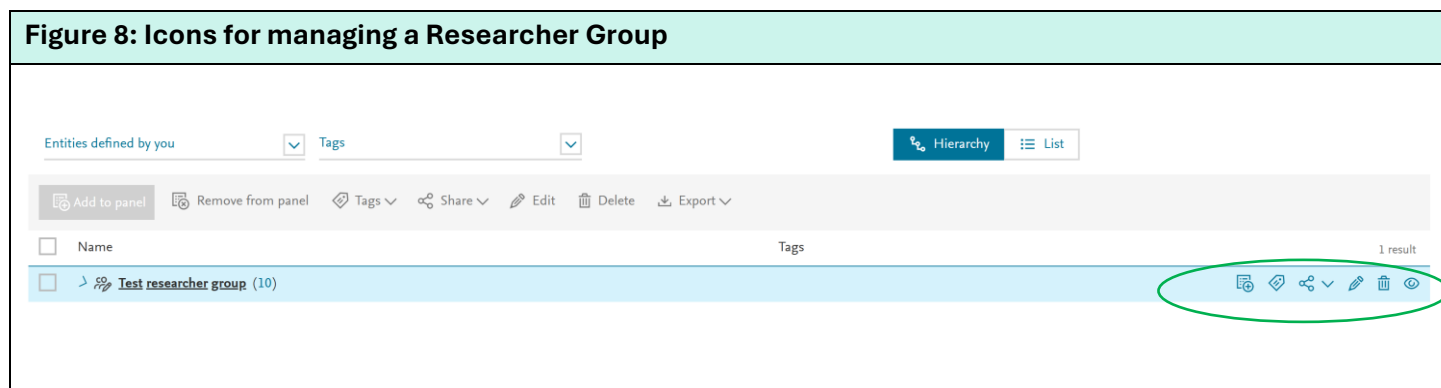 Figure 8: Icons for managing a Researcher Group
Entities defined by you Tags Hierarchy List
Add to panel Remove from panel Tags Share Edit Delete Export
Name Tags 1 result
Test researcher group (10)